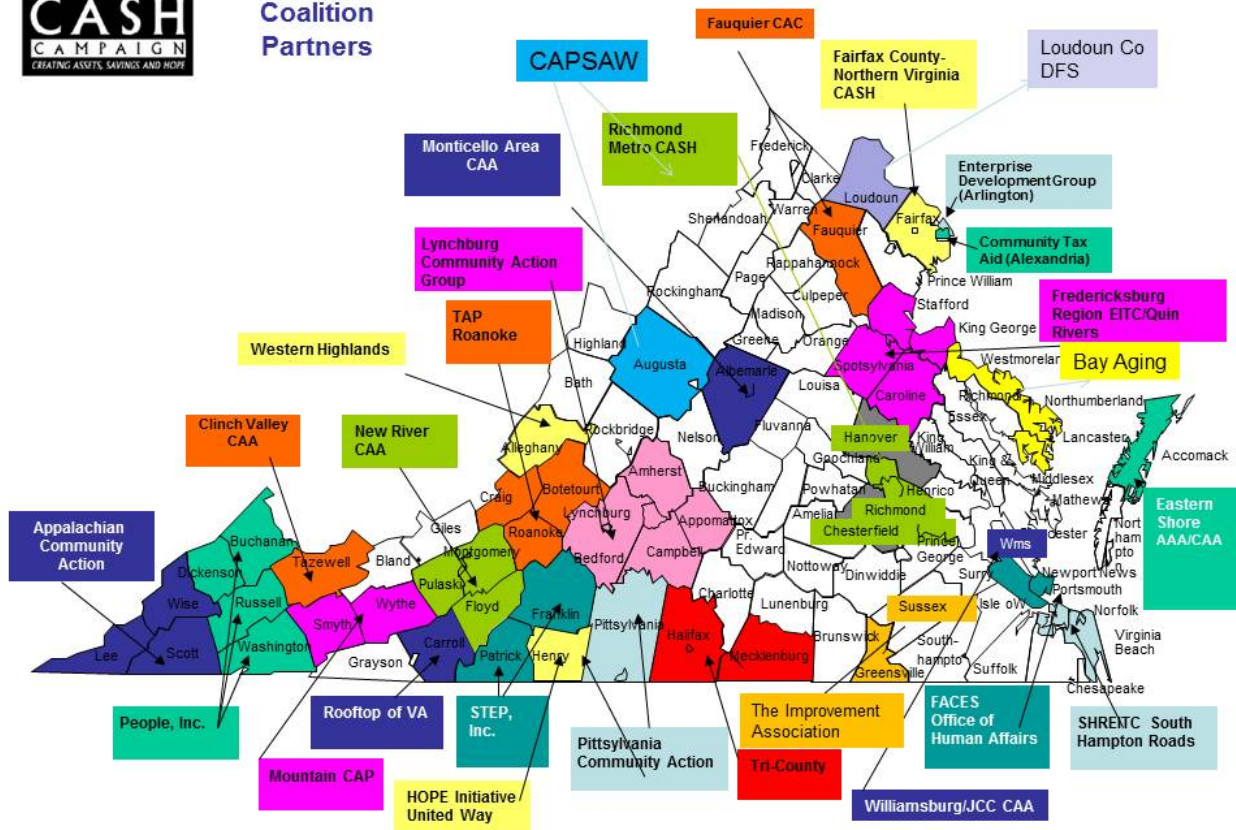 CASH
CAMPAIGN
CREATING ASSETS, SAVINGS AND HOPE
Coalition
Partners
Fauquier CAC
CAPSAW
Fairfax County-
Northern Virginia
CASH
Loudoun Co
DFS
Monticello Area
CAA
Richmond
Metro CASH
Enterprise
Development Group
(Arlington)
Community Tax
Aid (Alexandria)
Lynchburg
Community Action
Group
TAP
Roanoke
Western Highlands
Fredericksburg
Region EITC/Quin
Rivers
Bay Aging
Clinch Valley
CAA
New River
CAA
Appalachian
Community
Action
Eastern
Shore
AAA/CAA
People, Inc.
Rooftop of VA
STEP,
Inc.
Mountain CAP
HOPE Initiative
United Way
Pittsylvania
Community Action
The Improvement
Association
Tri-County
FACES
Office of
Human Affairs
SHREITC South
Hampton Roads
Williamsburg/JCC CAA
Frederick
Clarke
Loudoun
Warren
Shenandoah
Fauquier
Fairfax
Rappahannock
Page
Prince William
Culpeper
Rockingham
Stafford
Madison
King George
Greene
Orange
Highland
Augusta
Albemarle
Spotsylvania
Westmorelan
Bath
Louisa
Caroline
Richmond
Northumberland
Essex
Rockbridge
Nelson
Fluvanna
Hanover
King
William
Lancaster
Accomack
Alleghany
Goochland
King &
Queen
Amherst
Buckingham
Powhatan
Henrico
Middlesex
Craig
Botetourt
Mathews
Lynchburg
Appomattox
Amelia
Richmond
Chesterfield
Giles
Roanoke
Bedford
Campbell
Pr.
Edward
Prince
George
Wms
cester
Nort
ham
pto
n
Buchanan
Tazewell
Bland
Montgomery
Nottoway
Dinwiddie
Surry
Newport News
Dickenson
Pulaski
Portsmouth
Wise
Russell
Wythe
Floyd
Franklin
Charlotte
Lunenburg
Sussex
Isle oW
Norfolk
Smyth
Pittsylvania
Halifax
Brunswick
South-
hampto
Virginia
Beach
Lee
Scott
Washington
Carroll
Patrick
Henry
Mecklenburg
Greensville
Suffolk
Grayson
Chesapeake